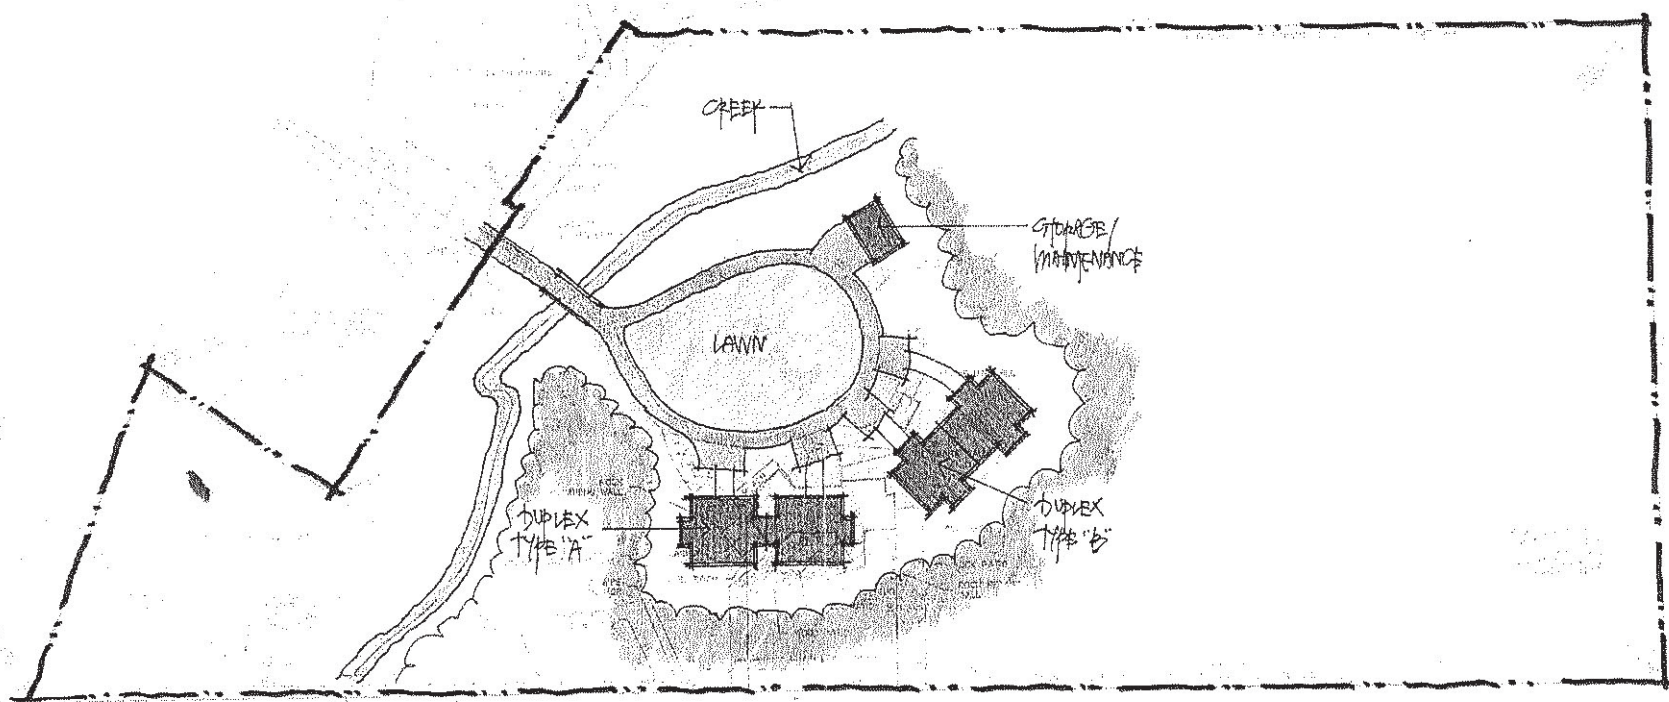 CREEK
STORAGE/
MAINTENANCE
LAWN
DUPLEX
TYPE "A"
DUPLEX
TYPE "B"